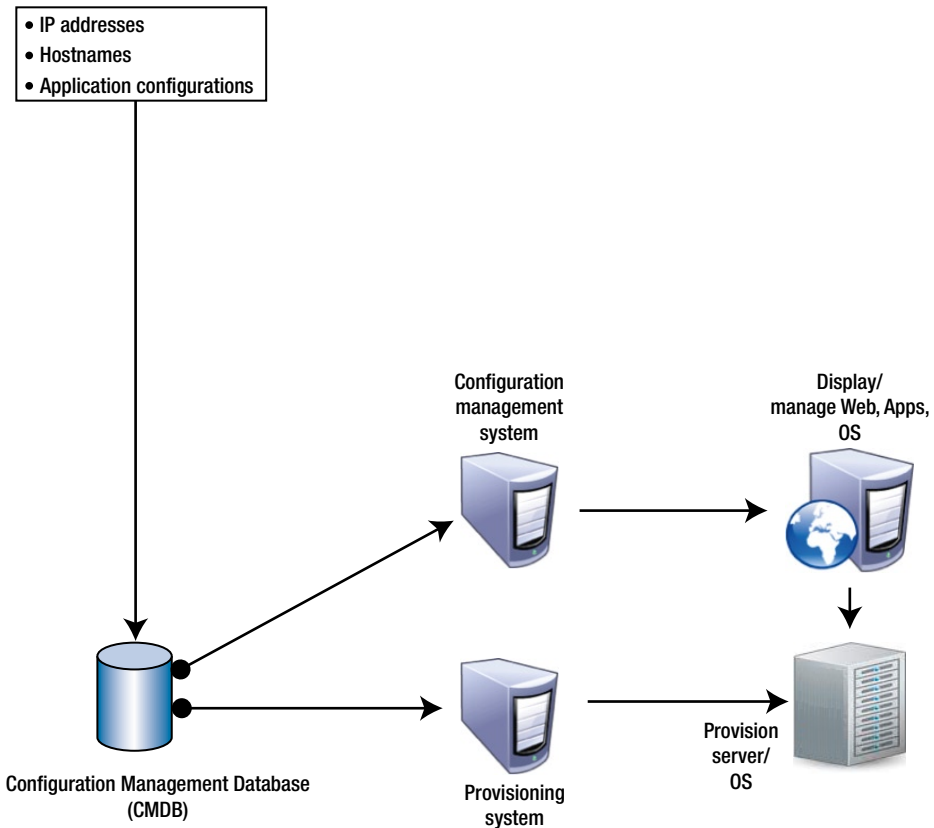 • IP addresses
• Hostnames
• Application configurations
Configuration
management
system
Display/
manage Web, Apps,
OS
Configuration Management Database
(CMDB)
Provisioning
system
Provision
server/
OS